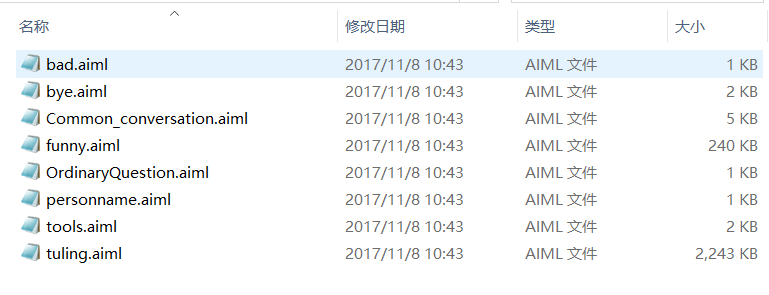 名称 修改日期 类型 大小
bad.aiml 2017/11/8 10:43 AIML 文件 1 KB
bye.aiml 2017/11/8 10:43 AIML 文件 2 KB
Common_conversation.aiml 2017/11/8 10:43 AIML 文件 5 KB
funny.aiml 2017/11/8 10:43 AIML 文件 240 KB
OrdinaryQuestion.aiml 2017/11/8 10:43 AIML 文件 1 KB
personname.aiml 2017/11/8 10:43 AIML 文件 1 KB
tools.aiml 2017/11/8 10:43 AIML 文件 2 KB
tuling.aiml 2017/11/8 10:43 AIML 文件 2,243 KB